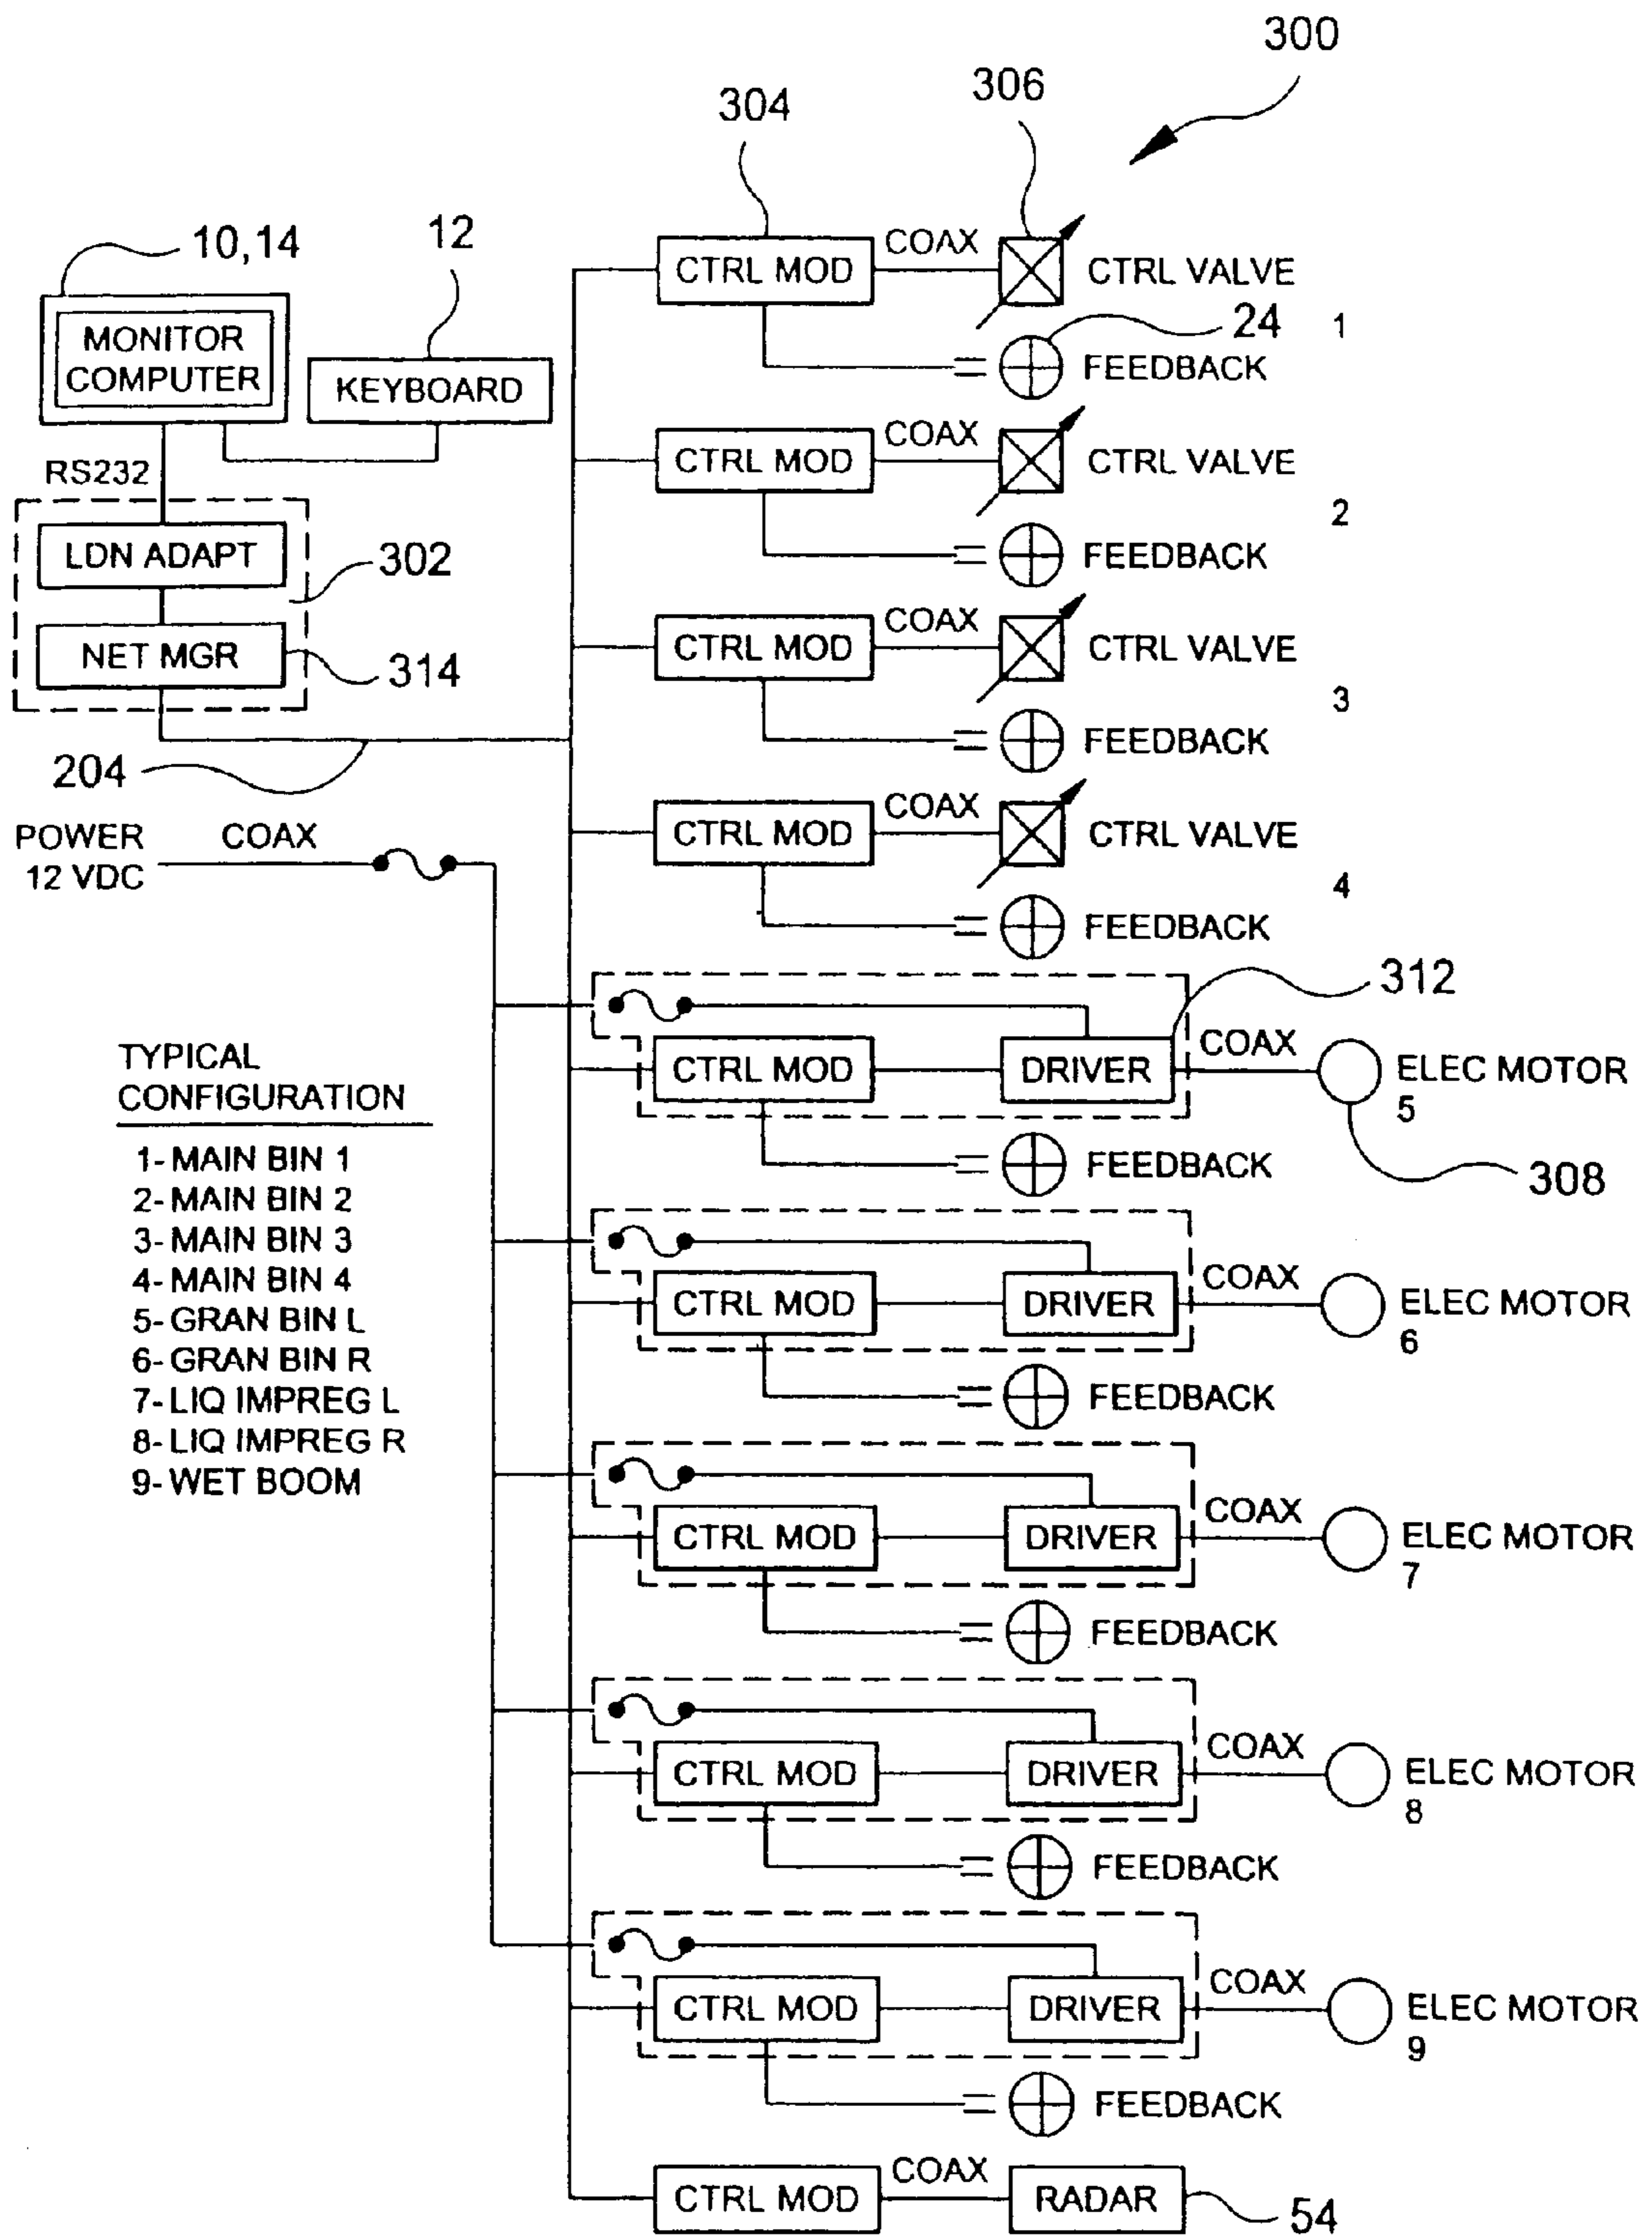 300
304
306
10,14
12
COAX
CTRL MOD
CTRL VALVE
24
1
FEEDBACK
MONITOR
COMPUTER
KEYBOARD
COAX
CTRL MOD
CTRL VALVE
RS232
2
LDN ADAPT
302
FEEDBACK
COAX
CTRL MOD
CTRL VALVE
NET MGR
314
3
FEEDBACK
204
COAX
CTRL MOD
CTRL VALVE
POWER
12 VDC
COAX
4
FEEDBACK
312
COAX
CTRL MOD
DRIVER
ELEC MOTOR
5
FEEDBACK
308
TYPICAL
CONFIGURATION
1- MAIN BIN 1
2- MAIN BIN 2
3- MAIN BIN 3
4- MAIN BIN 4
5- GRAN BIN L
6- GRAN BIN R
7- LIQ IMPREG L
8- LIQ IMPREG R
9- WET BOOM
COAX
CTRL MOD
DRIVER
ELEC MOTOR
6
FEEDBACK
COAX
CTRL MOD
DRIVER
ELEC MOTOR
7
FEEDBACK
COAX
CTRL MOD
DRIVER
ELEC MOTOR
8
FEEDBACK
COAX
CTRL MOD
DRIVER
ELEC MOTOR
9
FEEDBACK
COAX
CTRL MOD
RADAR
54